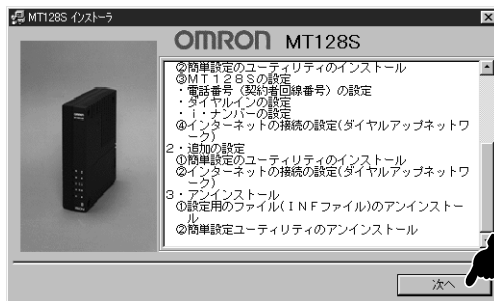 MT128S インストーラ
OMRON MT128S
②簡単設定のユーティリティのインストール
③ＭＴ１２８Ｓの設定
・電話番号（契約者回線番号）の設定
・ダイヤルインの設定
・ｉ・ナンバーの設定
④インターネットの接続の設定(ダイヤルアップネットワ
ーク)
２・追加の設定
①簡単設定のユーティリティのインストール
②インターネットの接続の設定(ダイヤルアップネットワ
ーク)
３・アンインストール
①設定用のファイル(ＩＮＦファイル)のアンインストー
ル
②簡単設定ユーティリティのアンインストール
次へ